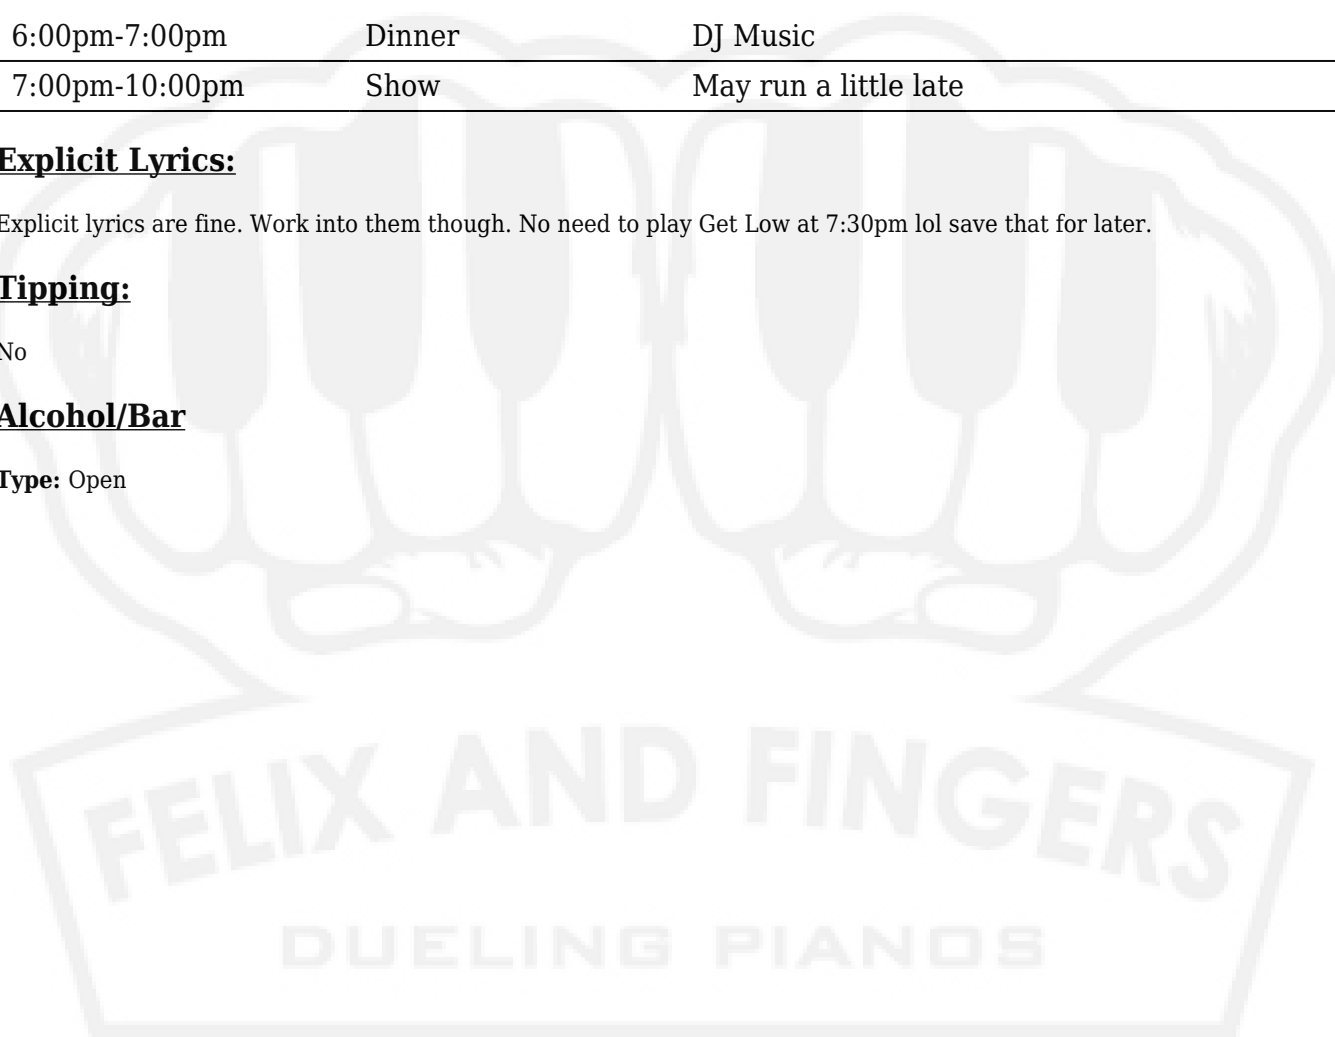 6:00pm-7:00pm Dinner DJ Music
7:00pm-10:00pm Show May run a little late
Explicit Lyrics:
Explicit lyrics are fine. Work into them though. No need to play Get Low at 7:30pm lol save that for later.
Tipping:
No
Alcohol/Bar
Type: Open
FELIX AND FINGERS
DUELING PIANOS